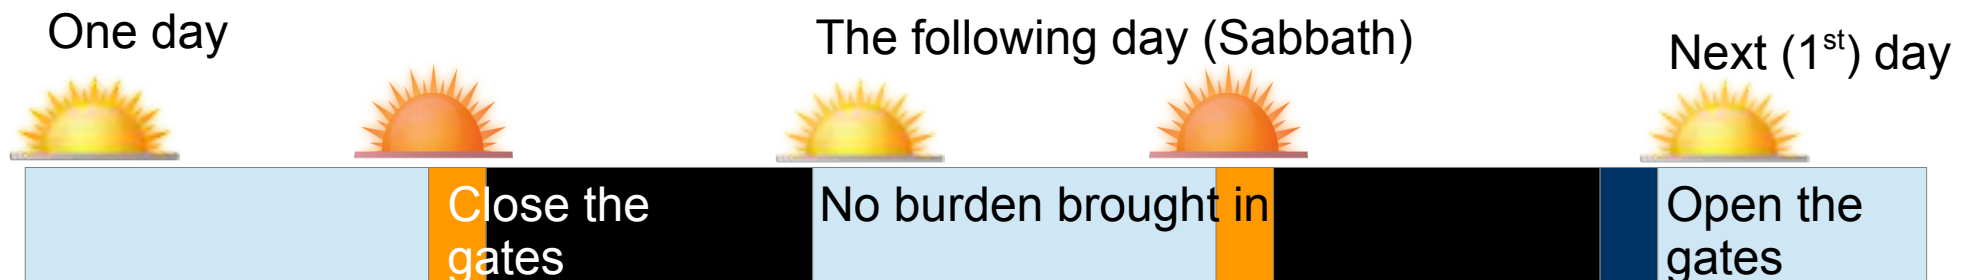 One day
The following day (Sabbath)
Next (1st) day
Close the
gates
No burden brought in
Open the
gates